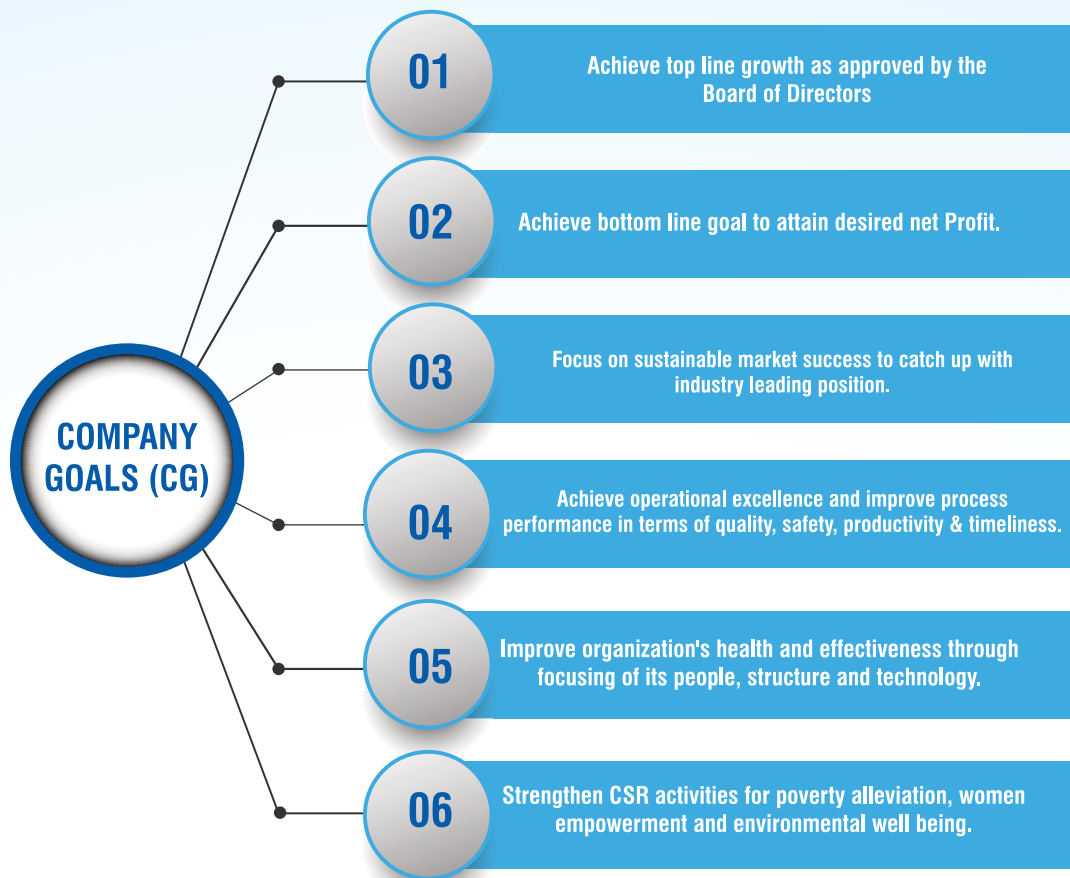 COMPANY
GOALS (CG)
01
Achieve top line growth as approved by the
Board of Directors
02
Achieve bottom line goal to attain desired net Profit.
03
Focus on sustainable market success to catch up with
industry leading position.
04
Achieve operational excellence and improve process
performance in terms of quality, safety, productivity & timeliness.
05
Improve organization's health and effectiveness through
focusing of its people, structure and technology.
06
Strengthen CSR activities for poverty alleviation, women
empowerment and environmental well being.